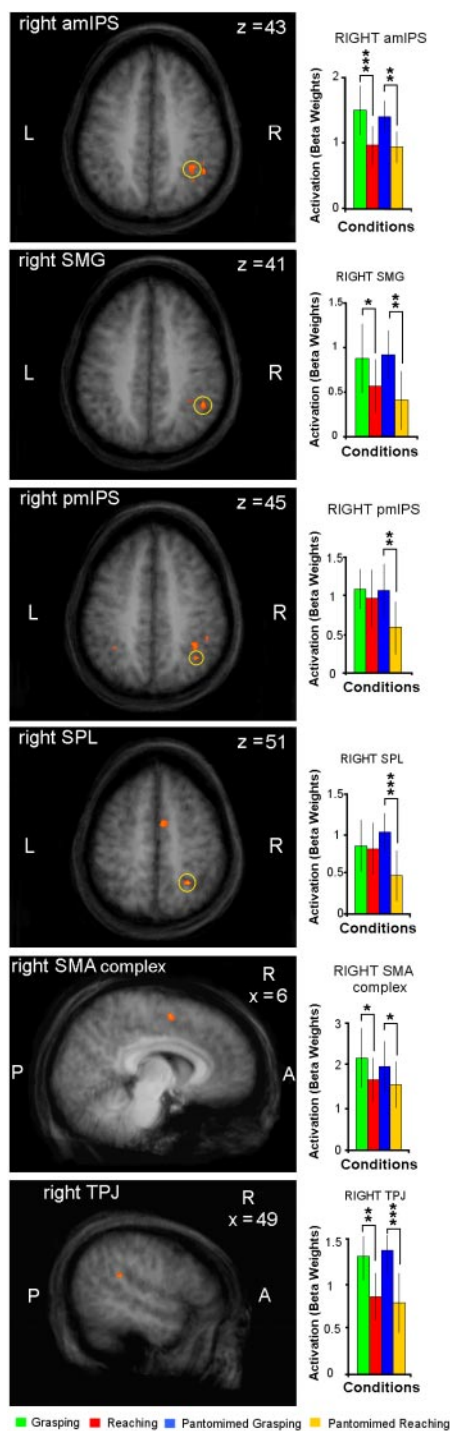 right amIPS
z = 43
L
R
RIGHT amIPS
***
**
2
1
0
Activation (Beta Weights)
Conditions
right SMG
z = 41
L
R
RIGHT SMG
*
**
1.5
1
0.5
0
Activation (Beta Weights)
Conditions
right pmIPS
z = 45
L
R
RIGHT pmIPS
**
1.5
1
0.5
0
Activation (Beta Weights)
Conditions
right SPL
z = 51
L
R
RIGHT SPL
***
1.5
1
0.5
0
Activation (Beta Weights)
Conditions
right SMA complex
R
x = 6
P
A
RIGHT SMA
complex
*
*
3
2
1
0
Activation (Beta Weights)
Conditions
right TPJ
R
x = 49
P
A
RIGHT TPJ
**
***
1.5
1
0.5
0
Activation (Beta Weights)
Conditions
Grasping Reaching Pantomimed Grasping Pantomimed Reaching